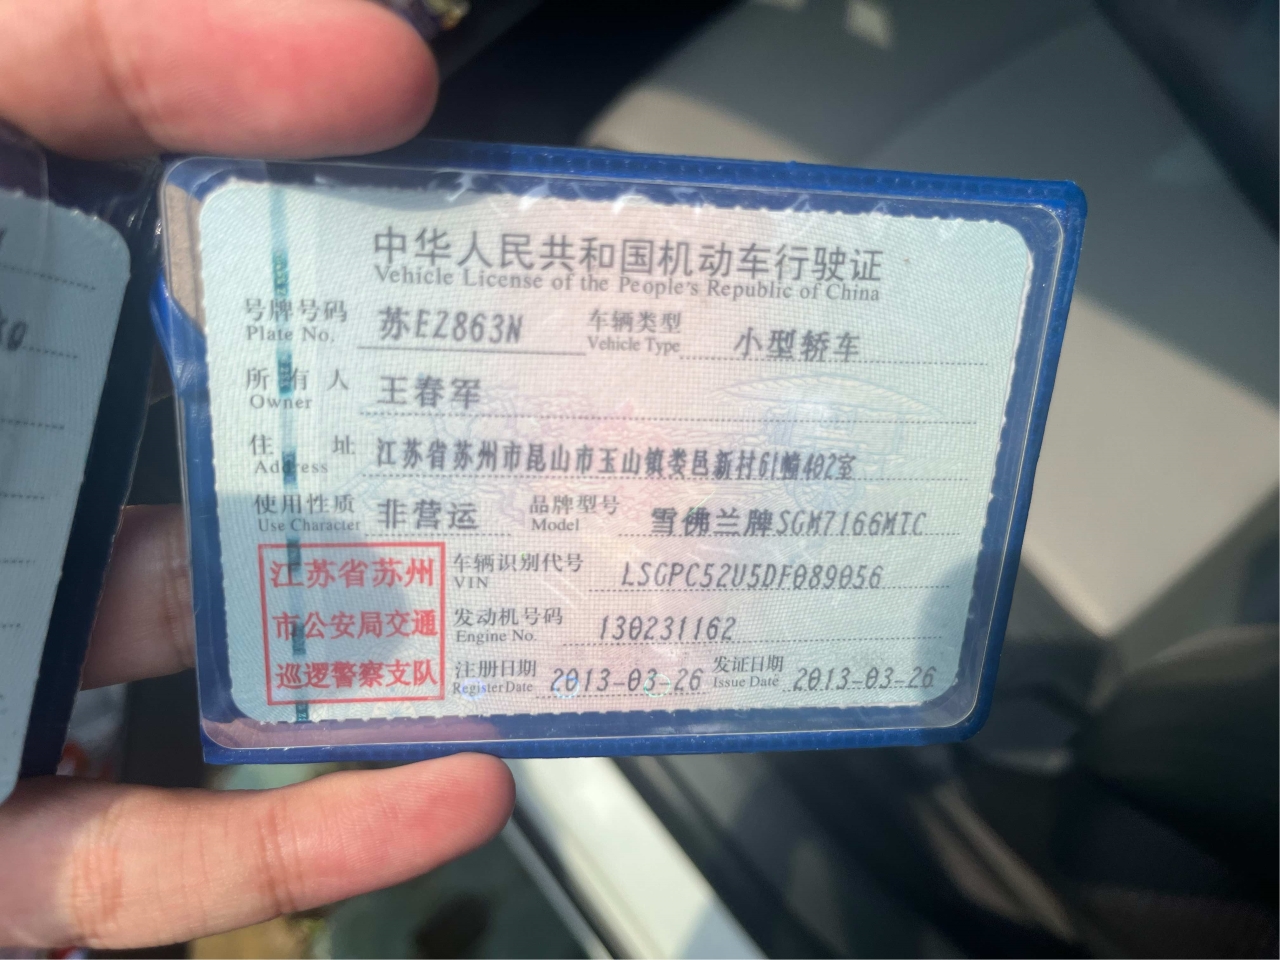 中华人民共和国机动车行驶证
Vehicle License of the People's Republic of China
号牌号码 苏EZ863N 车辆类型 小型轿车
Plate No. Vehicle Type
所有人 王春军
Owner
住址 江苏省苏州市昆山市玉山镇娄邑新村61幢402室
Address
使用性质 非营运 品牌型号 雪佛兰牌SGM7166MTC
Use Character Model
江苏省苏州
市公安局交通
巡逻警察支队
车辆识别代号 LSGPC52U5DF089056
VIN
发动机号码 130231162
Engine No.
注册日期 2013-03-26 发证日期 2013-03-26
Register Date Issue Date